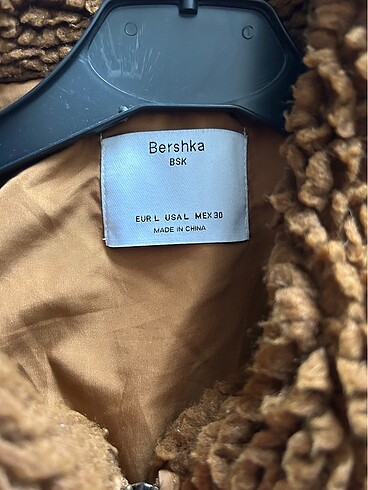 Bershka
BSK
EUR L USA L MEX 30
MADE IN CHINA